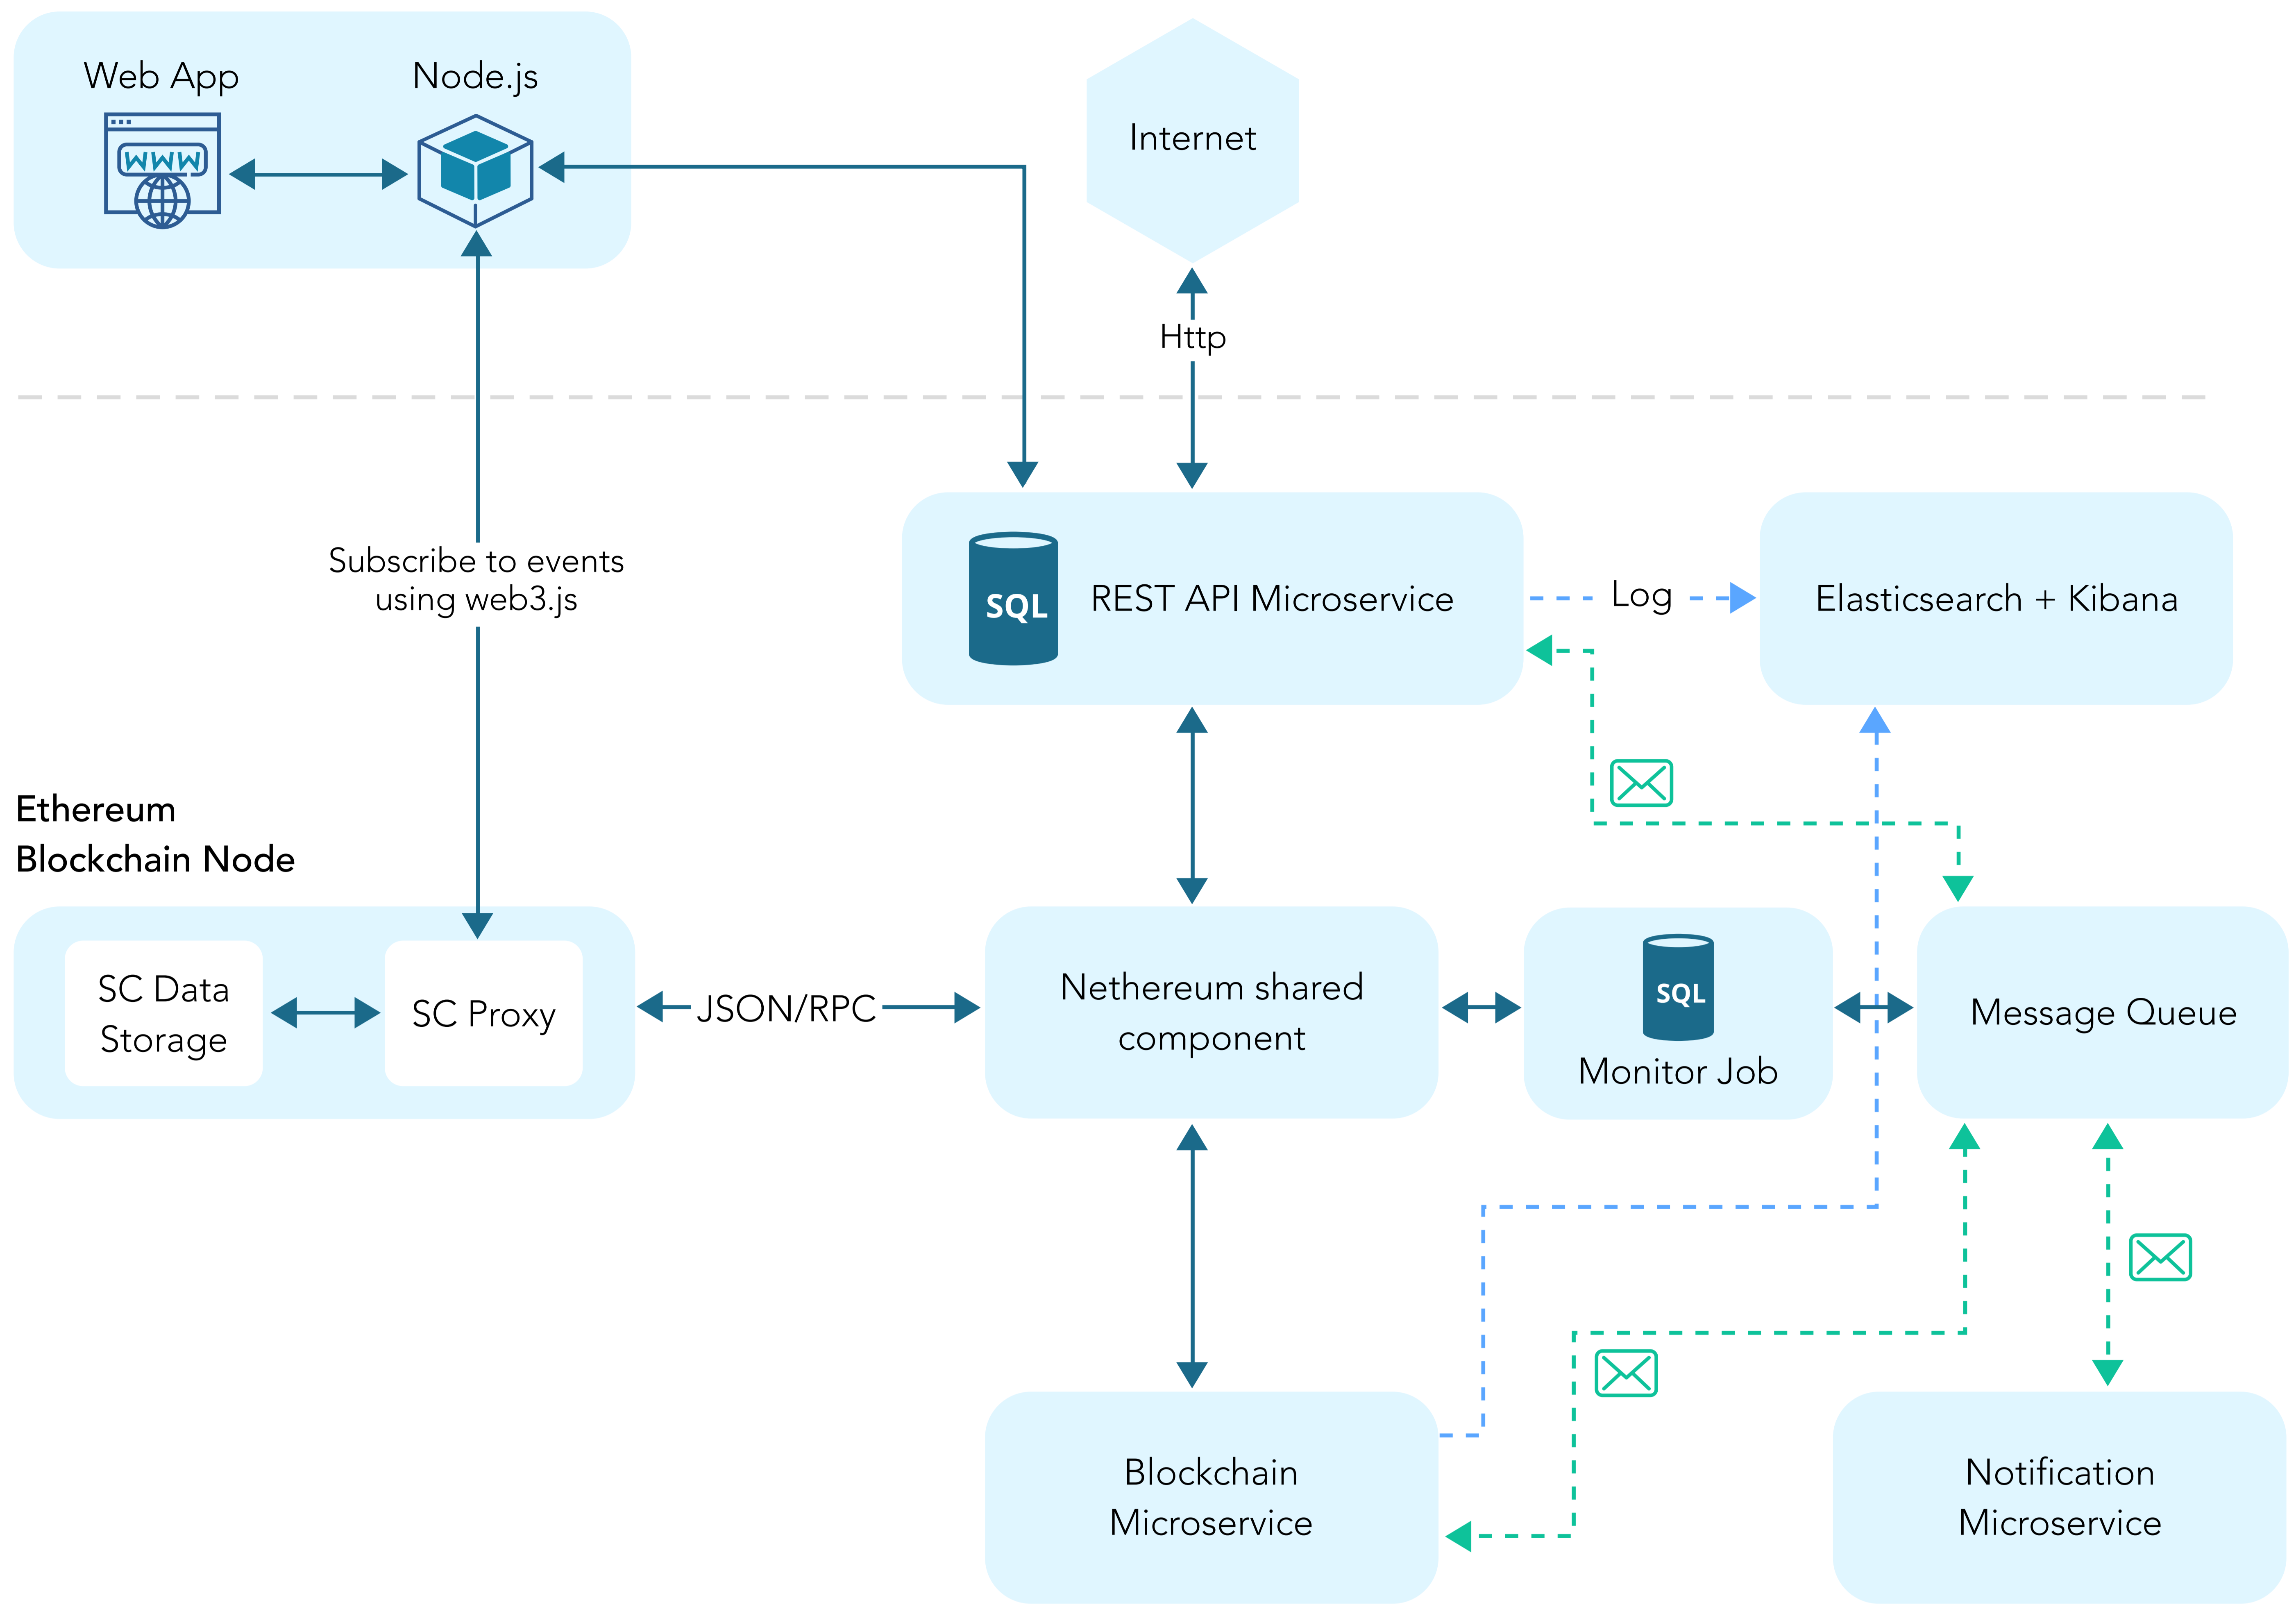 Web App
Node.js
WWW
Internet
Http
Subscribe to events
using web3.js
SQL
REST API Microservice
Log
Elasticsearch + Kibana
Ethereum
Blockchain Node
SC Data
Storage
SC Proxy
JSON/RPC
Nethereum shared
component
SQL
Monitor Job
Message Queue
Blockchain
Microservice
Notification
Microservice